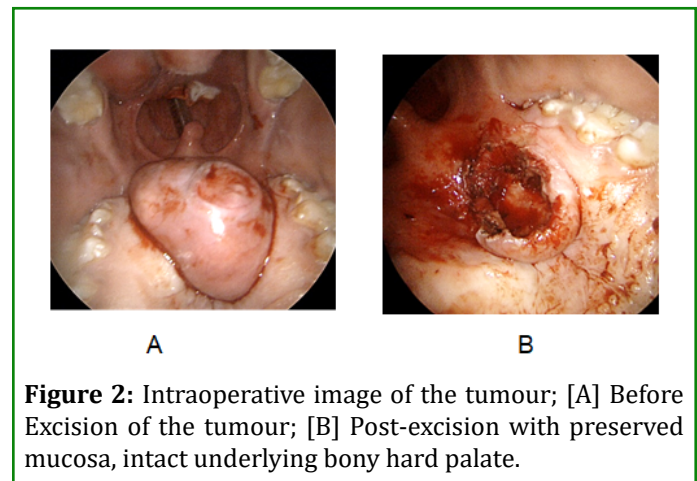 A
B
Figure 2: Intraoperative image of the tumour; [A] Before
Excision of the tumour; [B] Post-excision with preserved
mucosa, intact underlying bony hard palate.